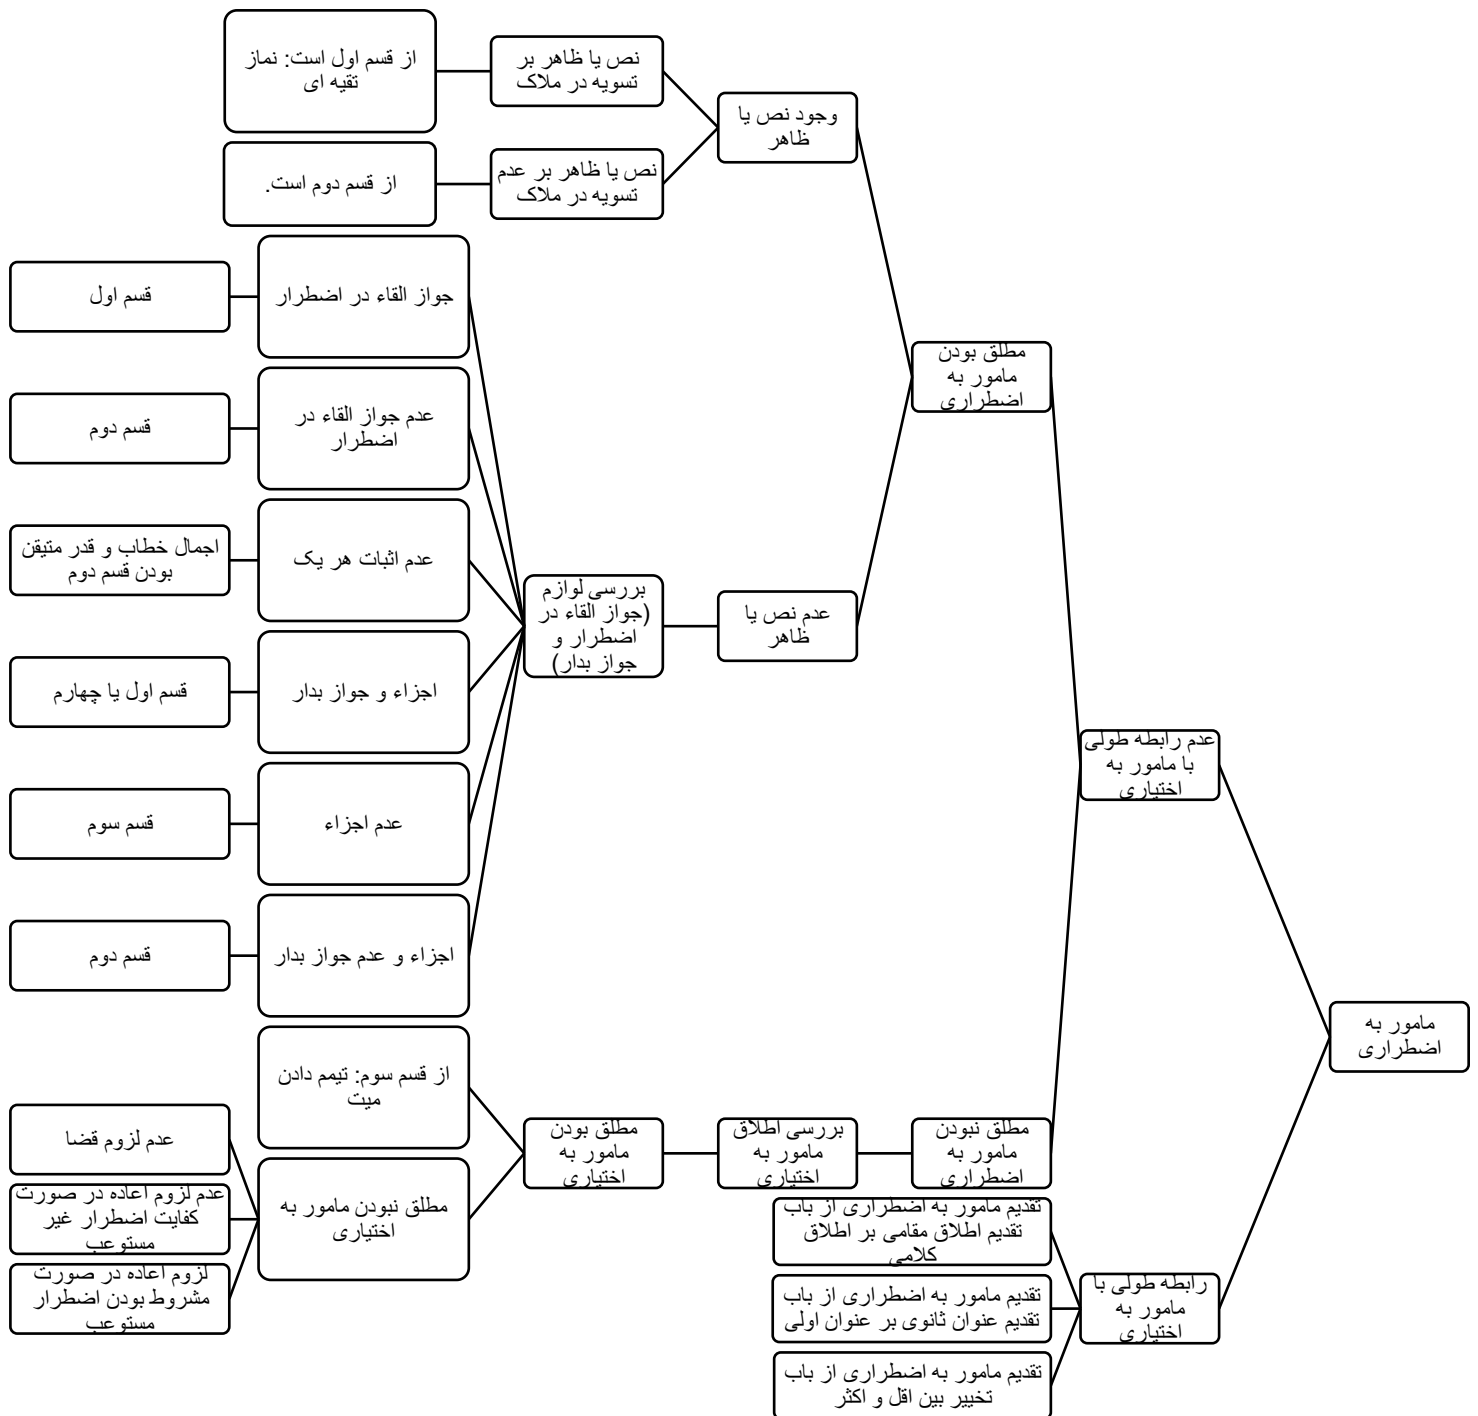 مامور به
اضطراری
عدم رابطه طولی
با مامور به
اختیاری
مطلق بودن
مامور به
اضطراری
وجود نص یا
ظاهر
نص یا ظاهر بر
تسویه در ملاک
از قسم اول است: نماز
تقیه ای
نص یا ظاهر بر عدم
تسویه در ملاک
از قسم دوم است.
عدم نص یا
ظاهر
بررسی لوازم
(جواز القاء در
اضطرار و
جواز بدار)
جواز القاء در اضطرار
قسم اول
عدم جواز القاء در
اضطرار
قسم دوم
عدم اثبات هر یک
اجمال خطاب و قدر متیقن
بودن قسم دوم
اجزاء و جواز بدار
قسم اول یا چهارم
عدم اجزاء
قسم سوم
اجزاء و عدم جواز بدار
قسم دوم
مطلق نبودن
مامور به
اضطراری
بررسی اطلاق
مامور به
اختیاری
مطلق بودن
مامور به
اختیاری
از قسم سوم: تیمم دادن
میت
مطلق نبودن مامور به
اختیاری
عدم لزوم قضا
عدم لزوم اعاده در صورت
کفایت اضطرار غیر
مستوعب
لزوم اعاده در صورت
مشروط بودن اضطرار
مستوعب
رابطه طولی با
مامور به
اختیاری
تقدیم مامور به اضطراری از باب
تقدیم اطلاق مقامی بر اطلاق
کلامی
تقدیم مامور به اضطراری از باب
تقدیم عنوان ثانوی بر عنوان اولی
تقدیم مامور به اضطراری از باب
تخییر بین اقل و اکثر